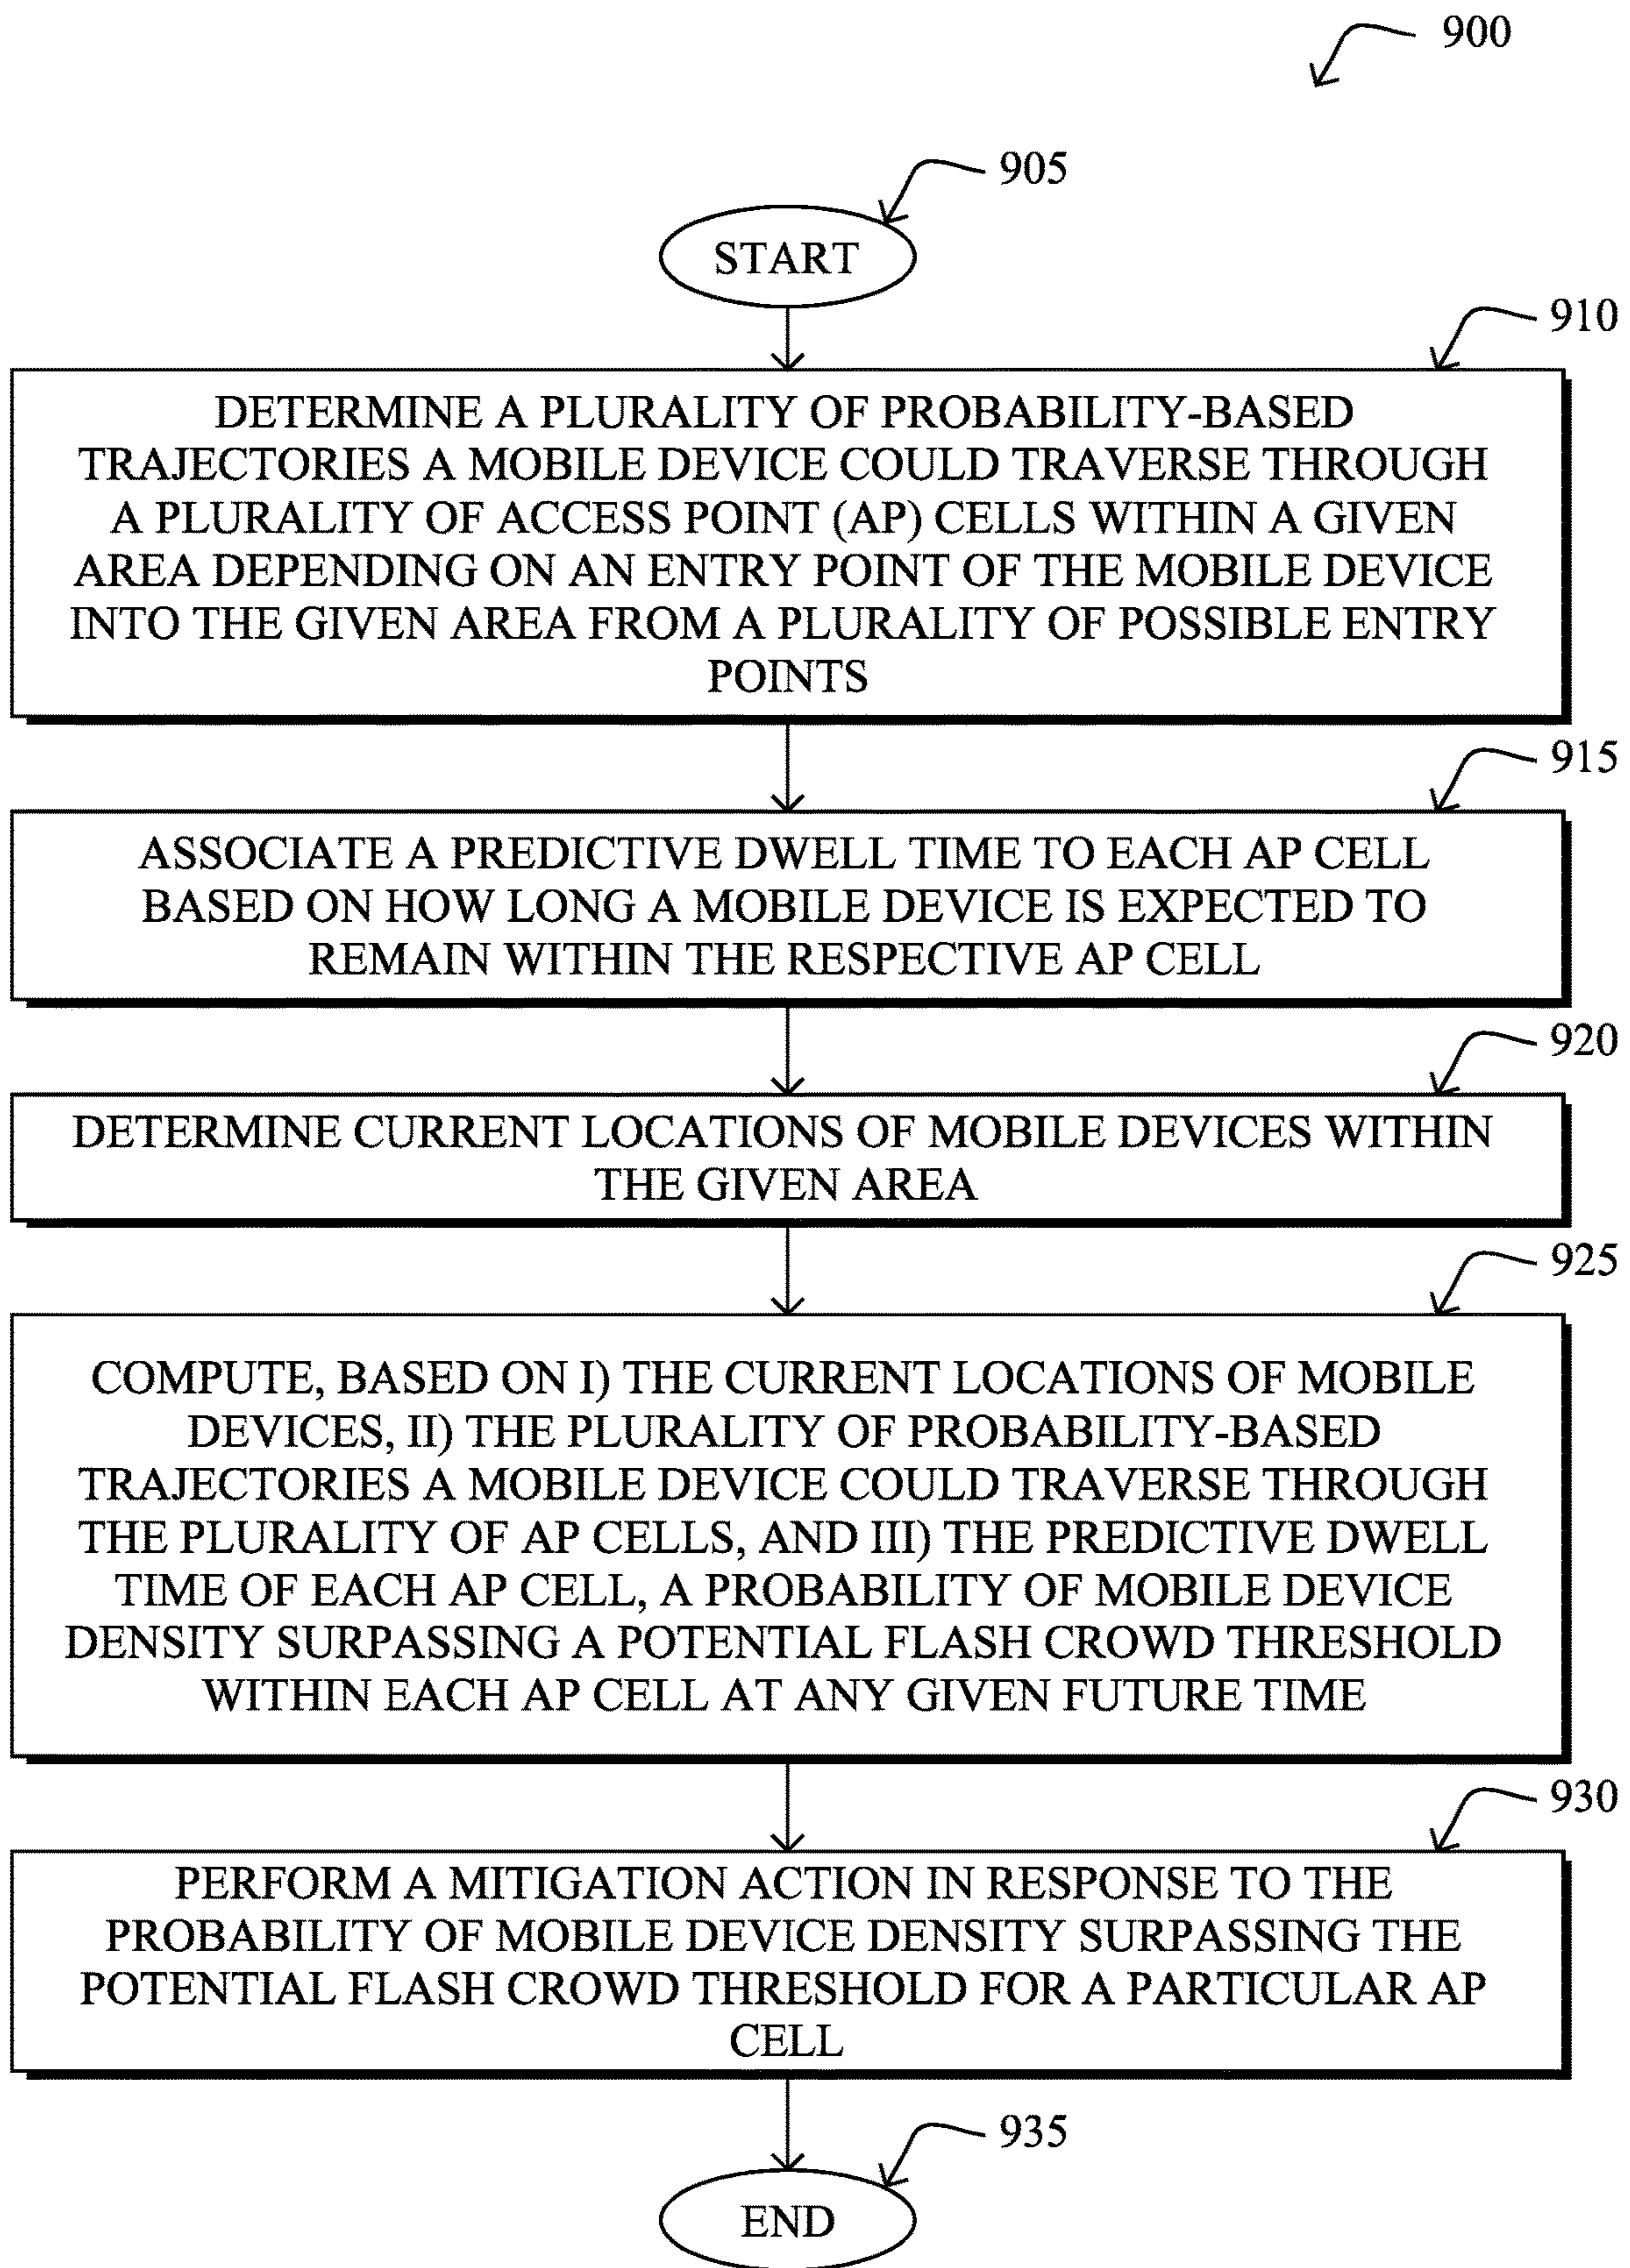 900
905
START
910
DETERMINE A PLURALITY OF PROBABILITY-BASED
TRAJECTORIES A MOBILE DEVICE COULD TRAVERSE THROUGH
A PLURALITY OF ACCESS POINT (AP) CELLS WITHIN A GIVEN
AREA DEPENDING ON AN ENTRY POINT OF THE MOBILE DEVICE
INTO THE GIVEN AREA FROM A PLURALITY OF POSSIBLE ENTRY
POINTS
915
ASSOCIATE A PREDICTIVE DWELL TIME TO EACH AP CELL
BASED ON HOW LONG A MOBILE DEVICE IS EXPECTED TO
REMAIN WITHIN THE RESPECTIVE AP CELL
920
DETERMINE CURRENT LOCATIONS OF MOBILE DEVICES WITHIN
THE GIVEN AREA
925
COMPUTE, BASED ON I) THE CURRENT LOCATIONS OF MOBILE
DEVICES, II) THE PLURALITY OF PROBABILITY-BASED
TRAJECTORIES A MOBILE DEVICE COULD TRAVERSE THROUGH
THE PLURALITY OF AP CELLS, AND III) THE PREDICTIVE DWELL
TIME OF EACH AP CELL, A PROBABILITY OF MOBILE DEVICE
DENSITY SURPASSING A POTENTIAL FLASH CROWD THRESHOLD
WITHIN EACH AP CELL AT ANY GIVEN FUTURE TIME
930
PERFORM A MITIGATION ACTION IN RESPONSE TO THE
PROBABILITY OF MOBILE DEVICE DENSITY SURPASSING THE
POTENTIAL FLASH CROWD THRESHOLD FOR A PARTICULAR AP
CELL
935
END